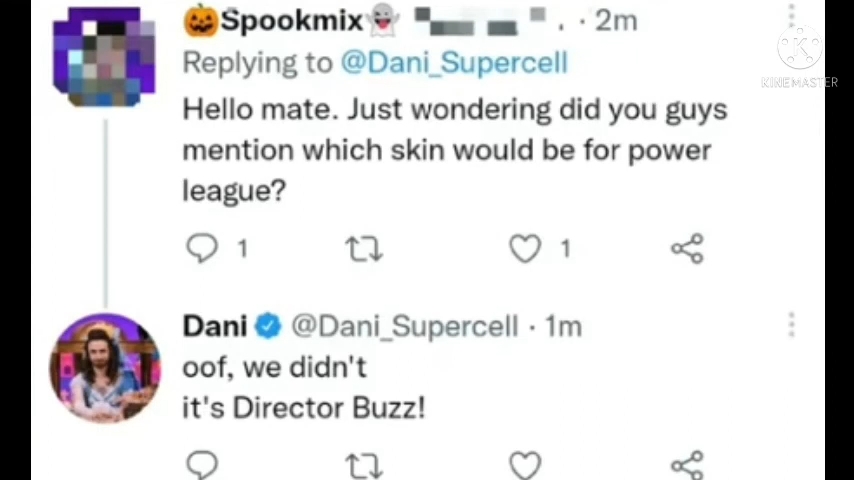 🎃Spookmix👻 . · 2m
KINEMASTER
Replying to @Dani_Supercell
Hello mate. Just wondering did you guys
mention which skin would be for power
league?
1 1
Dani @Dani_Supercell · 1m
oof, we didn't
it's Director Buzz!